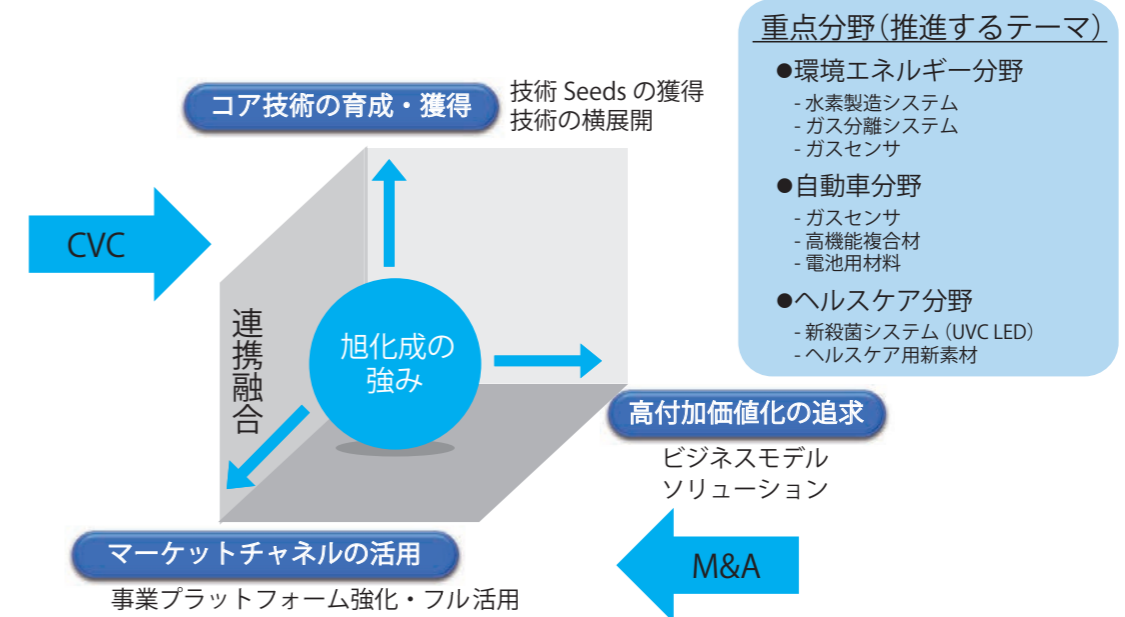 重点分野（推進するテーマ）
●環境エネルギー分野
- 水素製造システム
- ガス分離システム
- ガスセンサ
●自動車分野
- ガスセンサ
- 高機能複合材
- 電池用材料
●ヘルスケア分野
- 新殺菌システム（UVC LED）
- ヘルスケア用新素材
コア技術の育成・獲得
技術 Seeds の獲得
技術の横展開
CVC
連携融合
旭化成の
強み
高付加価値化の追求
ビジネスモデル
ソリューション
マーケットチャネルの活用
事業プラットフォーム強化・フル活用
M&A